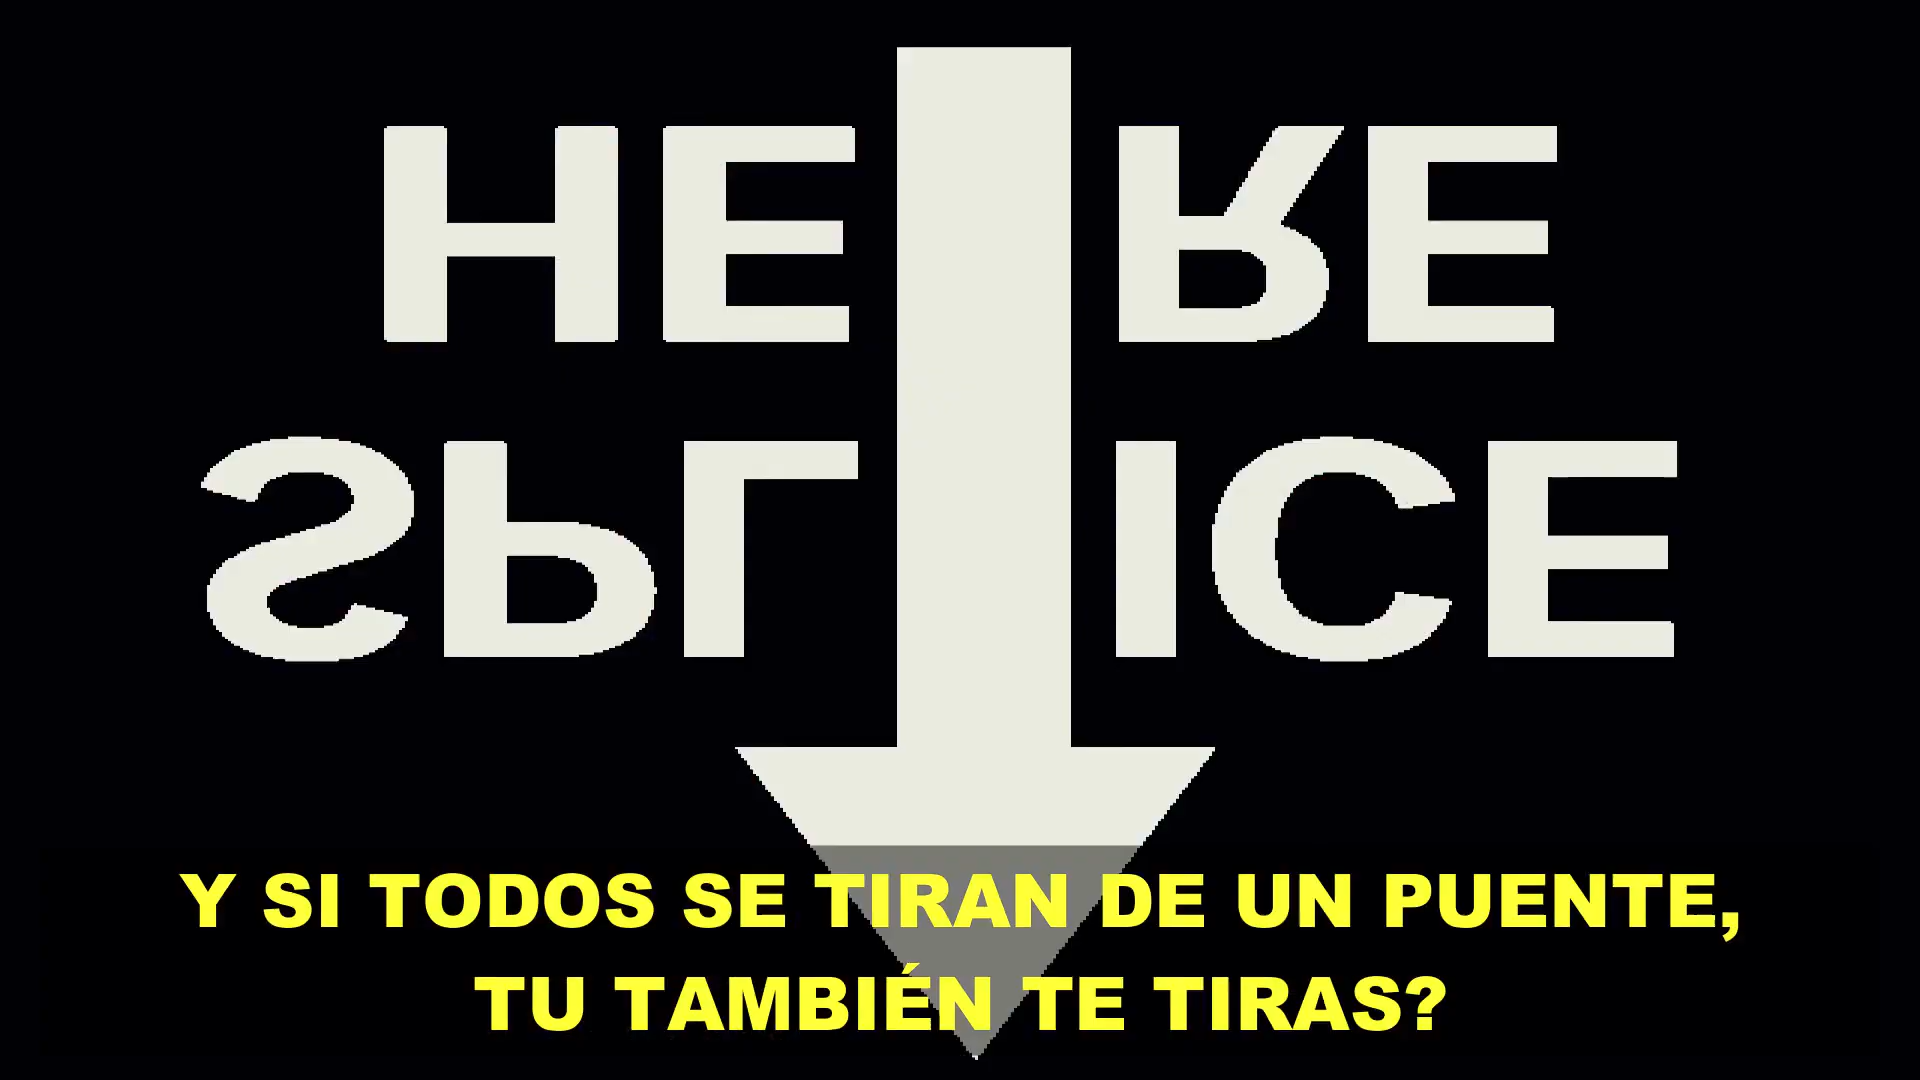 HERE
SPLICE
Y SI TODOS SE TIRAN DE UN PUENTE,
TU TAMBIÉN TE TIRAS?